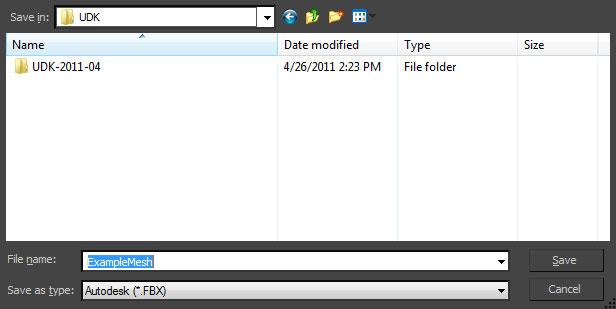 Save in: UDK
Name Date modified Type Size
UDK-2011-04 4/26/2011 2:23 PM File folder
File name: ExampleMesh Save
Save as type: Autodesk (*.FBX) Cancel